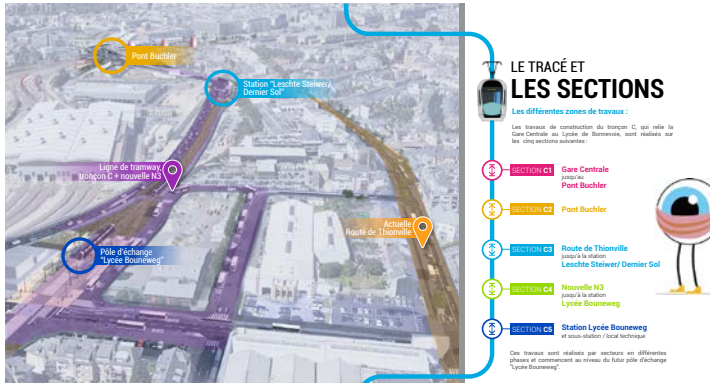 Pont Buchler
Station "Leschte Steiwer/
Dernier Sol"
Ligne de tramway,
tronçon C + nouvelle N3
Actuelle
Route de Thionville
Pôle d'échange
"Lycée Bouneweg"
LE TRACÉ ET
LES SECTIONS
Les différentes zones de travaux :
Les travaux de construction du tronçon C, qui relie la
Gare Centrale au Lycée de Bonnevoie, sont réalisés sur
les cinq sections suivantes :
SECTION C1
Gare Centrale
jusqu'au
Pont Buchler
SECTION C2
Pont Buchler
SECTION C3
Route de Thionville
jusqu'à la station
Leschte Steiwer/ Dernier Sol
SECTION C4
Nouvelle N3
jusqu'à la station
Lycée Bouneweg
SECTION C5
Station Lycée Bouneweg
et sous-station / local technique
Ces travaux sont réalisés par secteurs en différentes
phases et commencent au niveau du futur pôle d'échange
"Lycée Bouneweg".